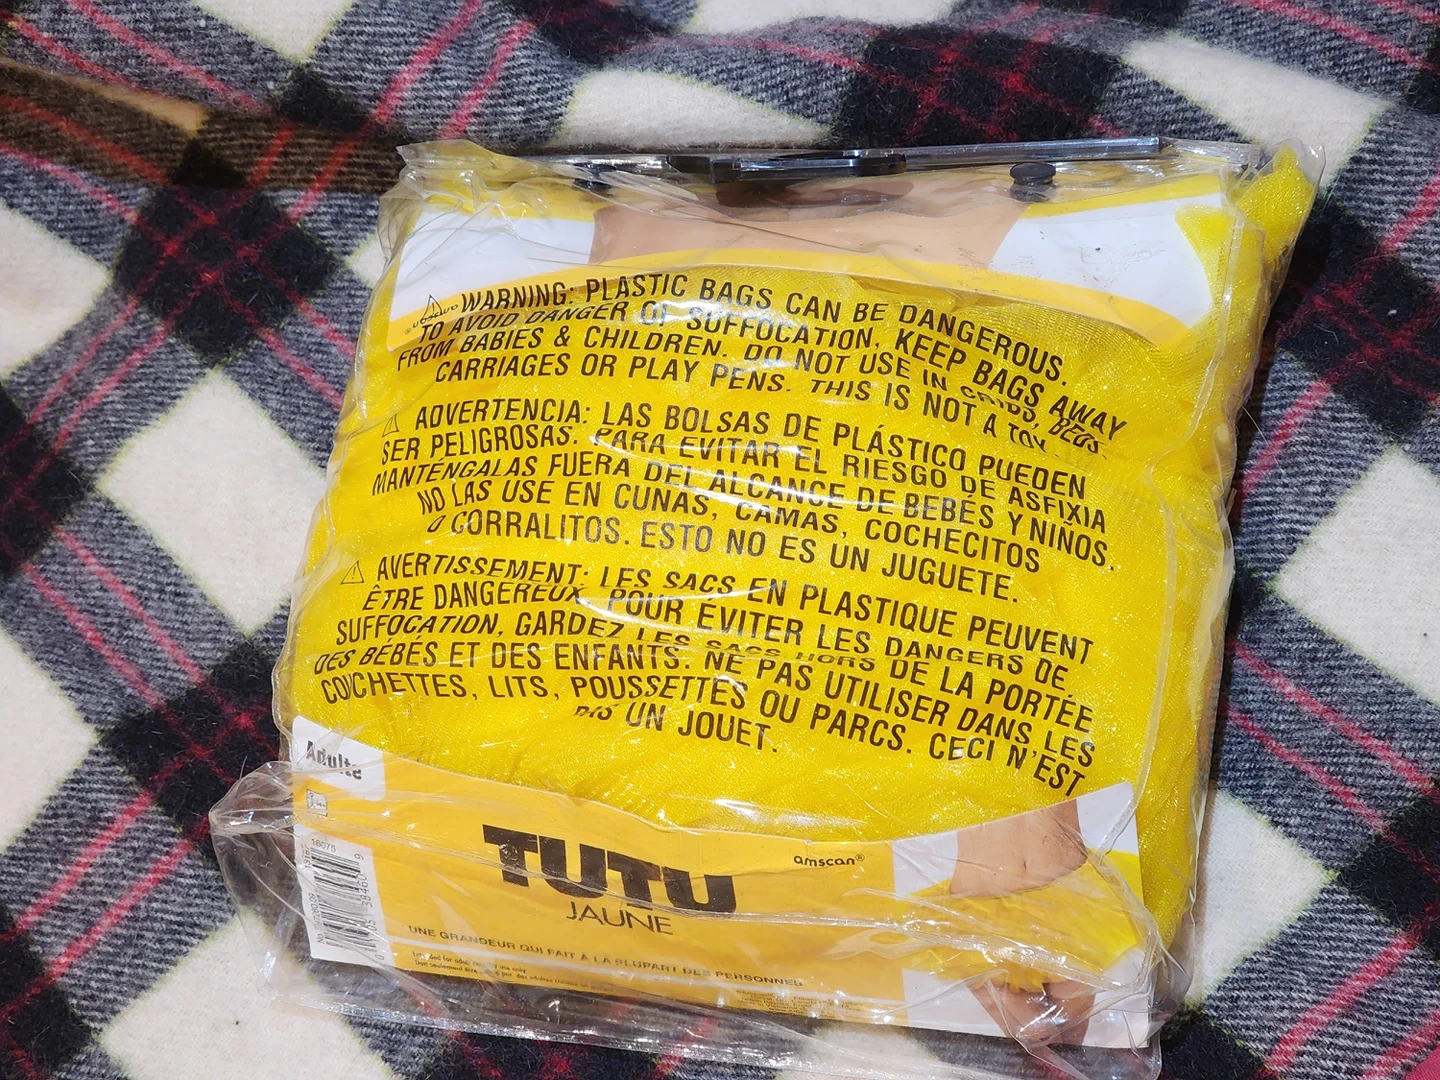 amscan®
WARNING: PLASTIC BAGS CAN BE DANGEROUS.
TO AVOID DANGER OF SUFFOCATION, KEEP BAGS AWAY
FROM BABIES & CHILDREN. DO NOT USE IN CRIBS, BEDS,
CARRIAGES OR PLAY PENS. THIS IS NOT A TOY.
ADVERTENCIA: LAS BOLSAS DE PLÁSTICO PUEDEN
SER PELIGROSAS. PARA EVITAR EL RIESGO DE ASFIXIA
MANTÉNGALAS FUERA DEL ALCANCE DE BEBÉS Y NIÑOS.
NO LAS USE EN CUNAS, CAMAS, COCHECITOS
O CORRALITOS. ESTO NO ES UN JUGUETE.
AVERTISSEMENT: LES SACS EN PLASTIQUE PEUVENT
ÊTRE DANGEREUX. POUR ÉVITER LES DANGERS DE
SUFFOCATION, GARDEZ LES SACS HORS DE LA PORTÉE
DES BÉBÉS ET DES ENFANTS. NE PAS UTILISER DANS LES
COUCHETTES, LITS, POUSSETTES OU PARCS. CECI N'EST
PAS UN JOUET.
Adulte
16075
TUTU
JAUNE
amscan®
UNE GRANDEUR QUI FAIT À LA PLUPART DES PERSONNES